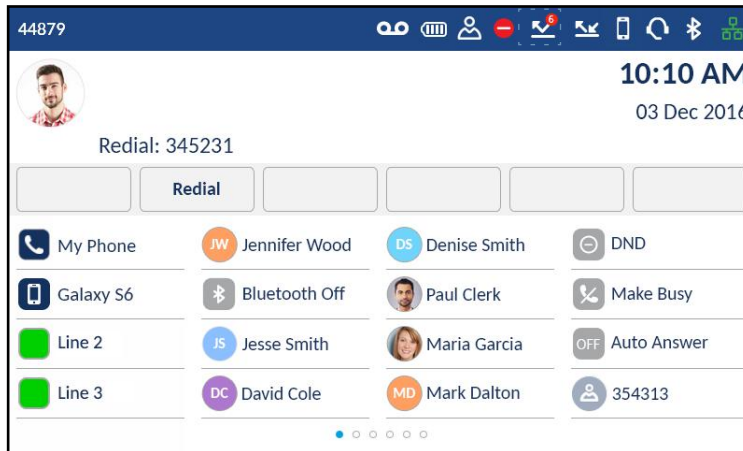 44879
6
10:10 AM
03 Dec 2016
Redial: 345231
Redial
My Phone
JW Jennifer Wood
DS Denise Smith
DND
Galaxy S6
Bluetooth Off
Paul Clerk
Make Busy
Line 2
JS Jesse Smith
Maria Garcia
OFF Auto Answer
Line 3
DC David Cole
MD Mark Dalton
354313